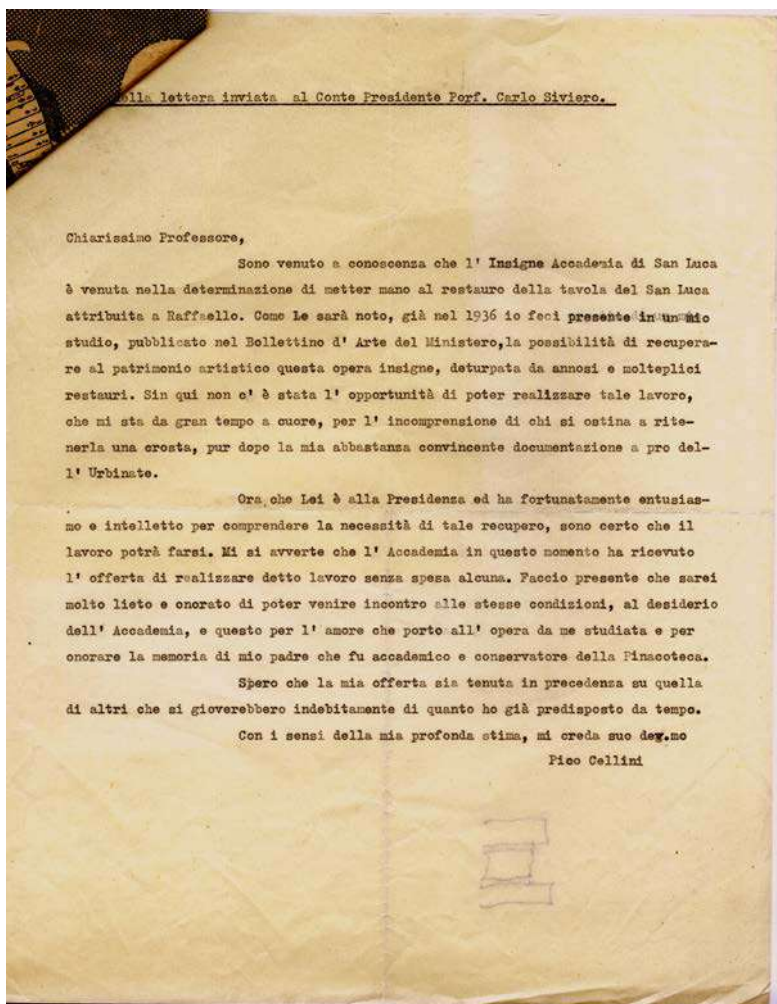 lla lettera inviata al Conte Presidente Porf. Carlo Siviero.
Chiarissimo Professore,
Sono venuto a conoscenza che l' Insigne Accademia di San Luca
è venuta nella determinazione di metter mano al restauro della tavola del San Luca
attribuita a Raffaello. Come Le sarà noto, già nel 1936 io feci presente in un mio
studio, pubblicato nel Bollettino d' Arte del Ministero,la possibilità di recupera-
re al patrimonio artistico questa opera insigne, deturpata da annosi e molteplici
restauri. Sin qui non c' è stata l' opportunità di poter realizzare tale lavoro,
che mi sta da gran tempo a cuore, per l' incomprensione di chi si ostina a rite-
nerla una crosta, pur dopo la mia abbastanza convincente documentazione a pro del-
l' Urbinate.
Ora che Lei è alla Presidenza ed ha fortunatamente entusias-
mo e intelletto per comprendere la necessità di tale recupero, sono certo che il
lavoro potrà farsi. Mi si avverte che l' Accademia in questo momento ha ricevuto
l' offerta di realizzare detto lavoro senza spesa alcuna. Faccio presente che sarei
molto lieto e onorato di poter venire incontro alle stesse condizioni, al desiderio
dell' Accademia, e questo per l' amore che porto all' opera da me studiata e per
onorare la memoria di mio padre che fu accademico e conservatore della Pinacoteca.
Spero che la mia offerta sia tenuta in precedenza su quella
di altri che si gioverebbero indebitamente di quanto ho già predisposto da tempo.
Con i sensi della mia profonda stima, mi creda suo dev.mo
Pico Cellini